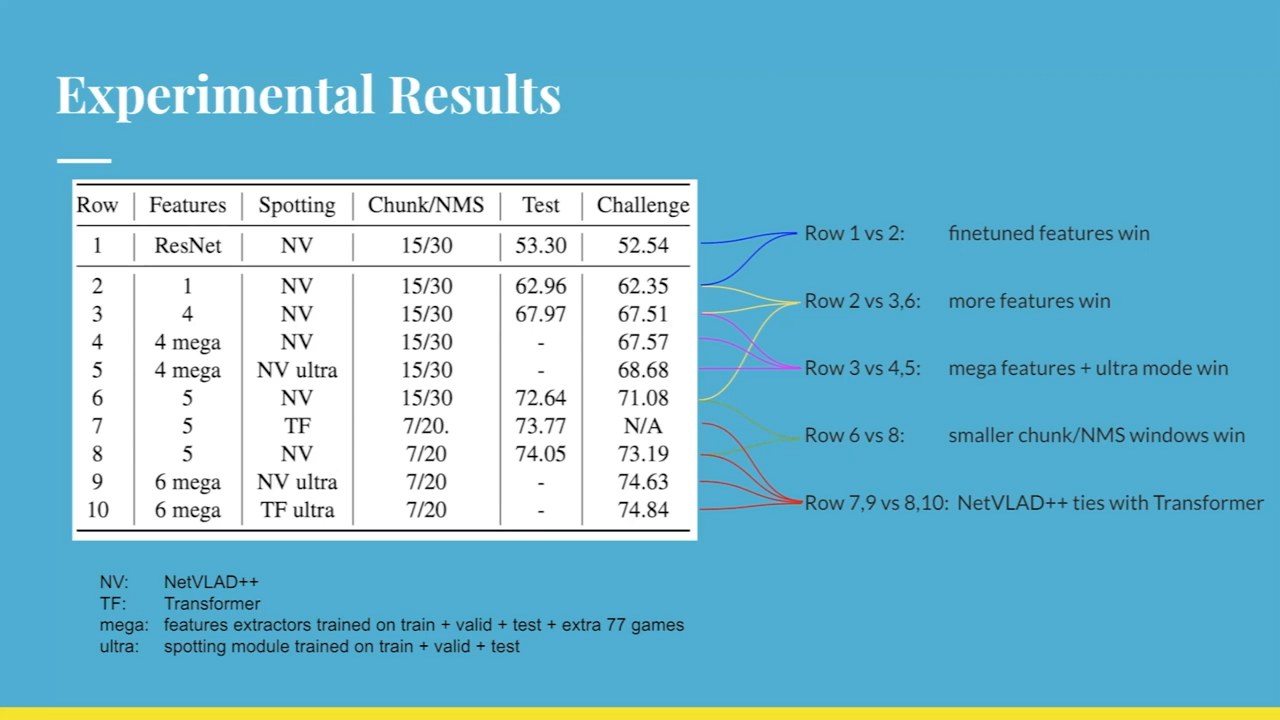 Experimental Results
Row Features Spotting Chunk/NMS Test Challenge
1 ResNet NV 15/30 53.30 52.54
2 1 NV 15/30 62.96 62.35
3 4 NV 15/30 67.97 67.51
4 4 mega NV 15/30 - 67.57
5 4 mega NV ultra 15/30 - 68.68
6 5 NV 15/30 72.64 71.08
7 5 TF 7/20. 73.77 N/A
8 5 NV 7/20 74.05 73.19
9 6 mega NV ultra 7/20 - 74.63
10 6 mega TF ultra 7/20 - 74.84
Row 1 vs 2: finetuned features win
Row 2 vs 3,6: more features win
Row 3 vs 4,5: mega features + ultra mode win
Row 6 vs 8: smaller chunk/NMS windows win
Row 7,9 vs 8,10: NetVLAD++ ties with Transformer
NV: NetVLAD++
TF: Transformer
mega: features extractors trained on train + valid + test + extra 77 games
ultra: spotting module trained on train + valid + test